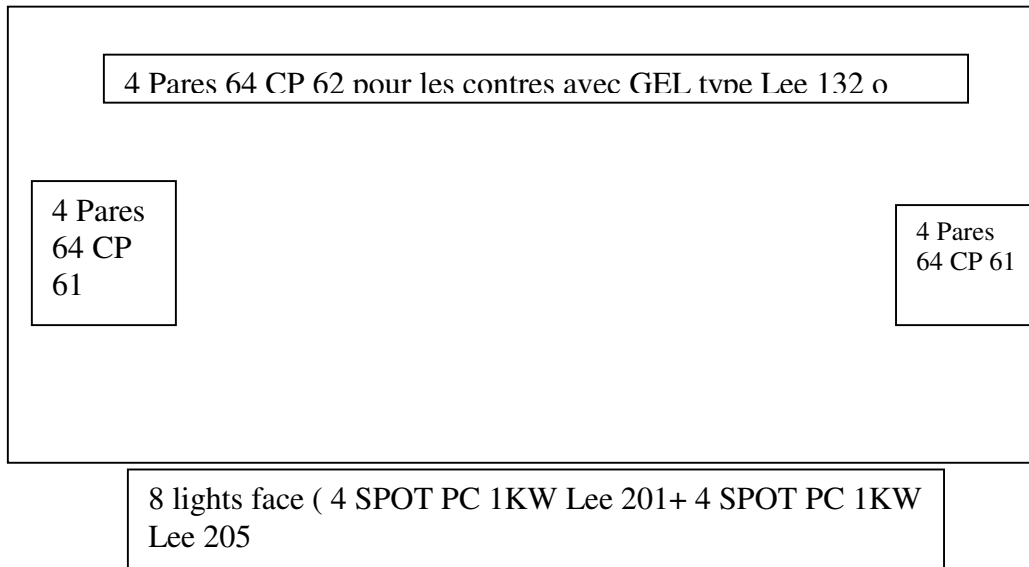 4 Pares 64 CP 62 pour les contres avec GEL type Lee 132 o
4 Pares
64 CP
61
4 Pares
64 CP 61
8 lights face ( 4 SPOT PC 1KW Lee 201+ 4 SPOT PC 1KW
Lee 205